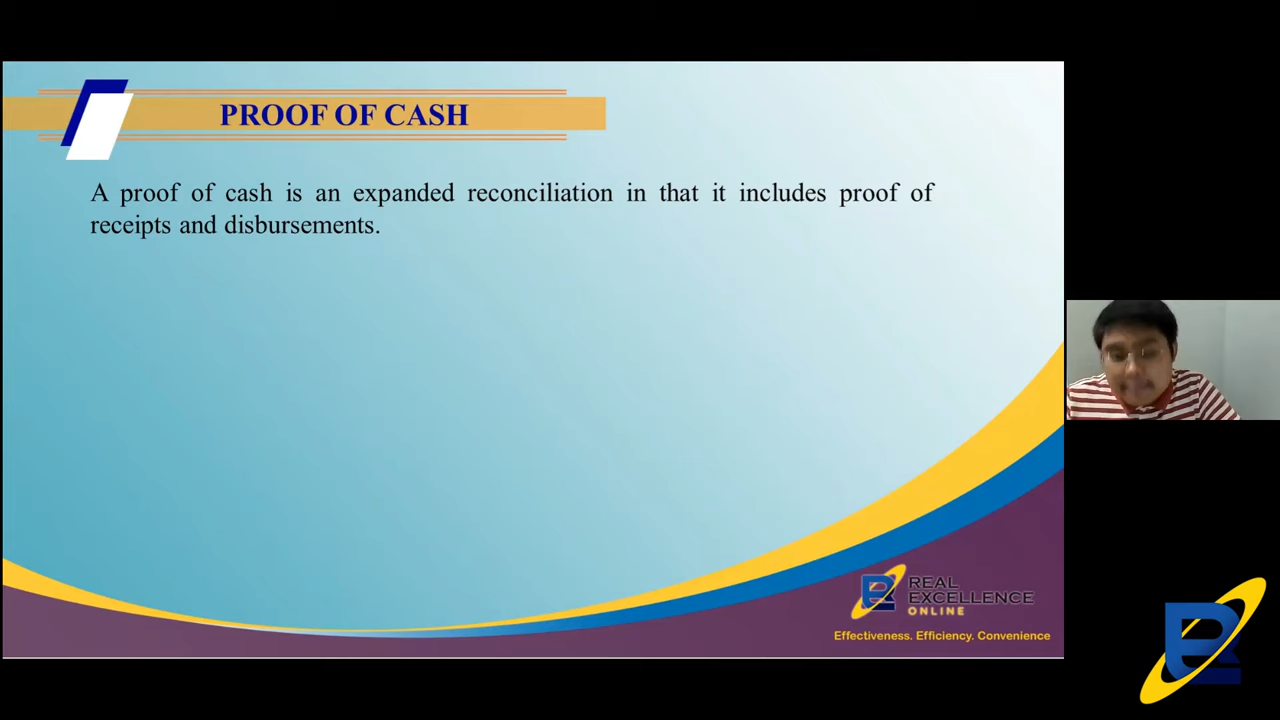 PROOF OF CASH
A proof of cash is an expanded reconciliation in that it includes proof of
receipts and disbursements.
REAL
EXCELLENCE
ONLINE
Effectiveness. Efficiency. Convenience